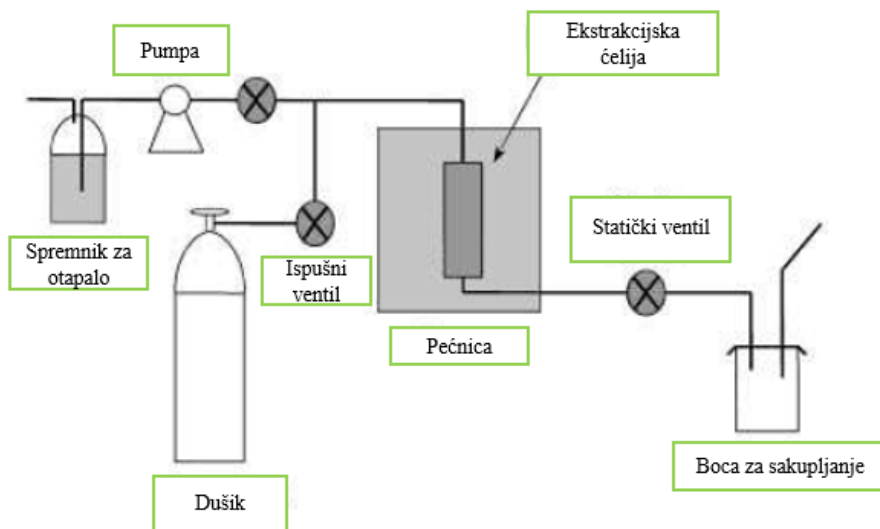 Pumpa
Ekstrakcijska
ćelija
Spremnik za
otapalo
Ispušni
ventil
Statički ventil
Pećnica
Boca za sakupljanje
Dušik